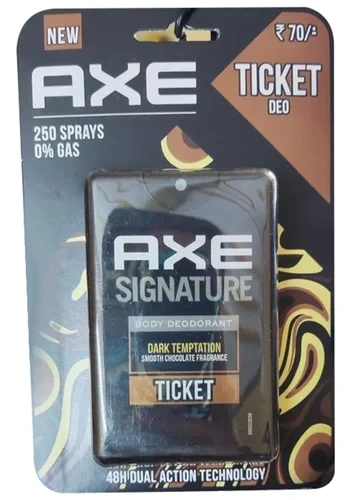 NEW
₹ 70/-
AXE
TICKET
DEO
250 SPRAYS
0% GAS
AXE
SIGNATURE
BODY DEODORANT
DARK TEMPTATION
SMOOTH CHOCOLATE FRAGRANCE
TICKET
48H DUAL ACTION TECHNOLOGY